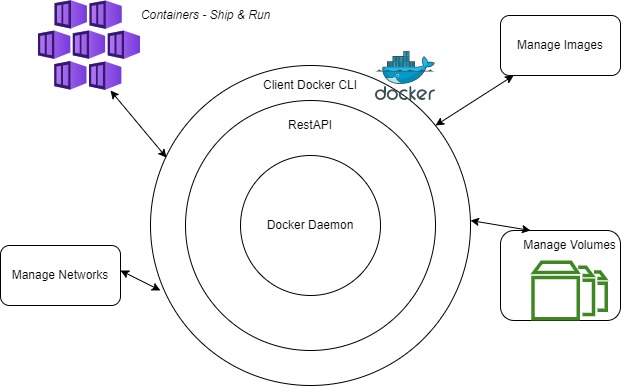 Containers - Ship & Run
Manage Images
Client Docker CLI
docker
RestAPI
Docker Daemon
Manage Volumes
Manage Networks